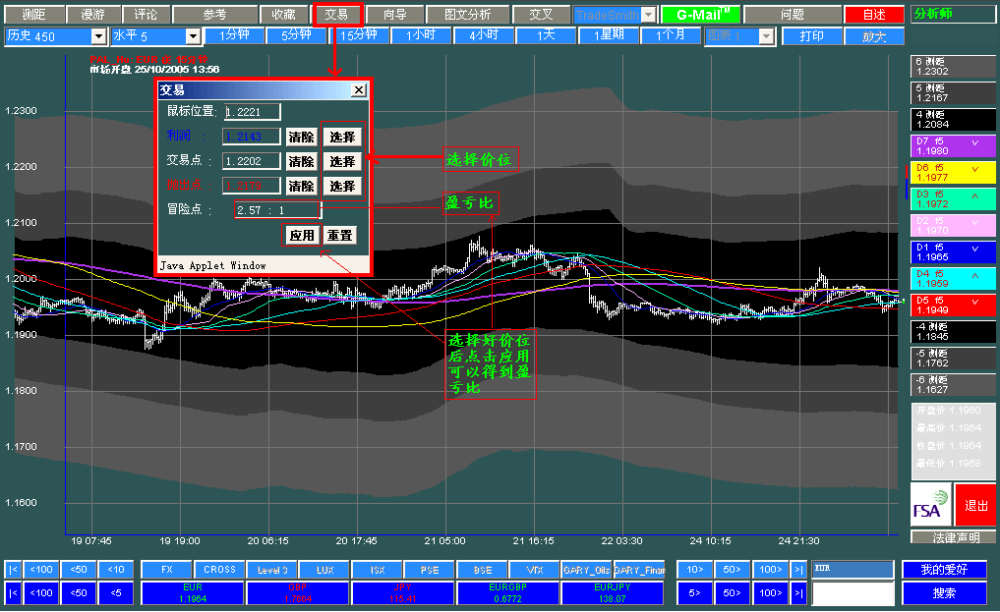 测距 漫游 评论 参考 收藏 交易 向导 图文分析 交叉 TradeSmith G-Mail™ 问题 自述 分析师
历史 450 水平 5 1分钟 5分钟 15分钟 1小时 4小时 1天 1星期 1个月 图表 1 打印 放大
市场开盘 25/10/2005 13:56
交易
鼠标位置: 1.2221
利润 : 1.2143 清除 选择
交易点 : 1.2202 清除 选择
清除 选择
冒险点 : 2.57 : 1
应用 重置
Java Applet Window
选择价位
盈亏比
选择好价位
后,点击应用
可以得到盈
亏比
1.2300
1.2200
1.2100
1.2000
1.1900
1.1800
1.1700
1.1600
19 07:45 19 19:00 20 06:15 20 17:45 21 05:00 21 16:15 22 03:30 24 10:15 24 21:30
6 测距
1.2302
5 测距
1.2167
4 测距
1.2084
D7 f5
1.1980
D6 f5
1.1977
D3 f5
1.1972
D2 f5
1.1970
D1 f5
1.1965
D4 f5
1.1959
D5 f5
1.1949
-4 测距
1.1845
-5 测距
1.1762
-6 测距
1.1627
开盘价 1.1960
最高价 1.1964
收盘价 1.1964
最低价 1.1958
FSA 退出
法律声明
|< <100 <50 <10 FX CROSS Level 3 LUX ISX PSE BSE VIX GARY_Oils GARY_Finan 10> 50> 100> >| EUR 我的爱好
|< <100 <50 <5 EUR GBP JPY EURGBP EURJPY 5> 50> 100> >| 搜索
1.1964 1.7664 115.41 0.6772 138.07